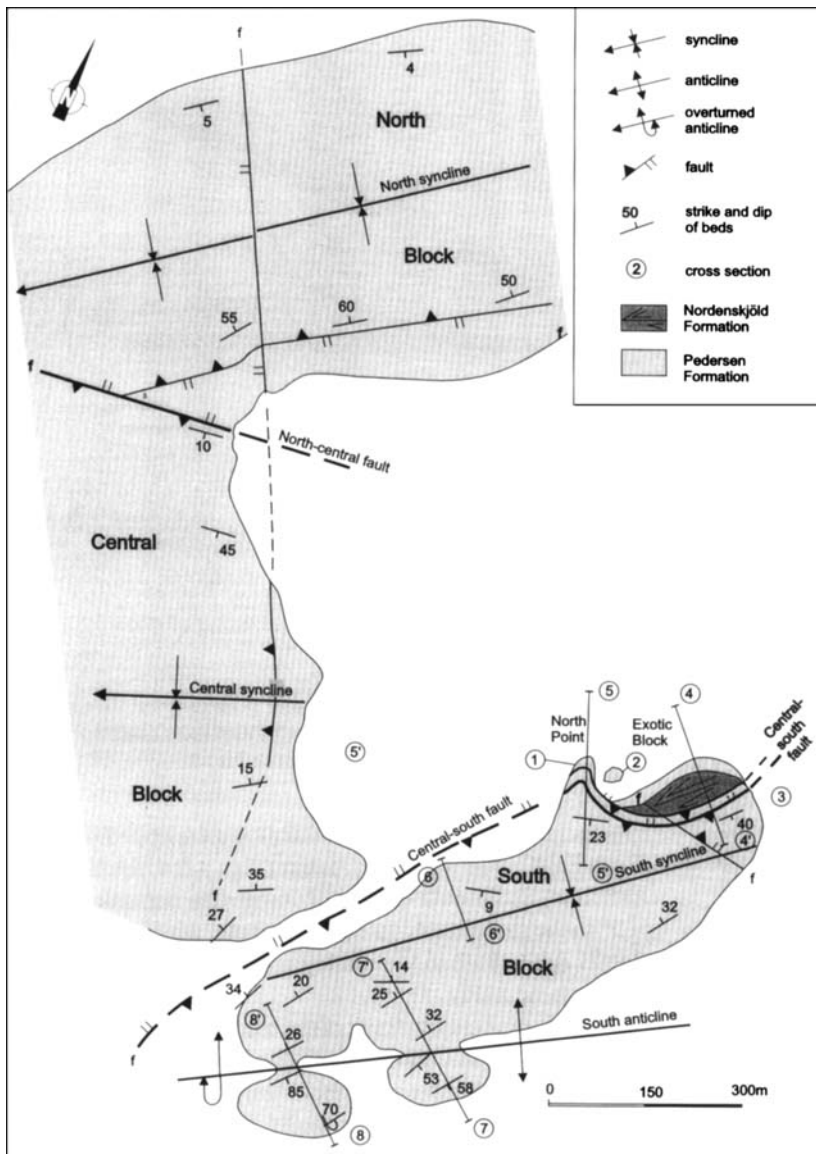 f
4
5
North
North syncline
Block
50
60
55
f
f
10
North-central fault
Central
45
Central syncline
5'
15
Block
35
f
27
N
syncline
anticline
overturned
anticline
fault
50
strike and dip
of beds
2
cross section
Nordenskjöld
Formation
Pedersen
Formation
5
4
North
Point
Exotic
Block
Central-
south
fault
1
2
f
3
23
40
4'
Central-south fault
South
5'
South syncline
f
6
9
32
6'
Block
7'
14
34
20
25
8'
26
32
South anticline
f
53
58
85
70
0
150
300m
7
8